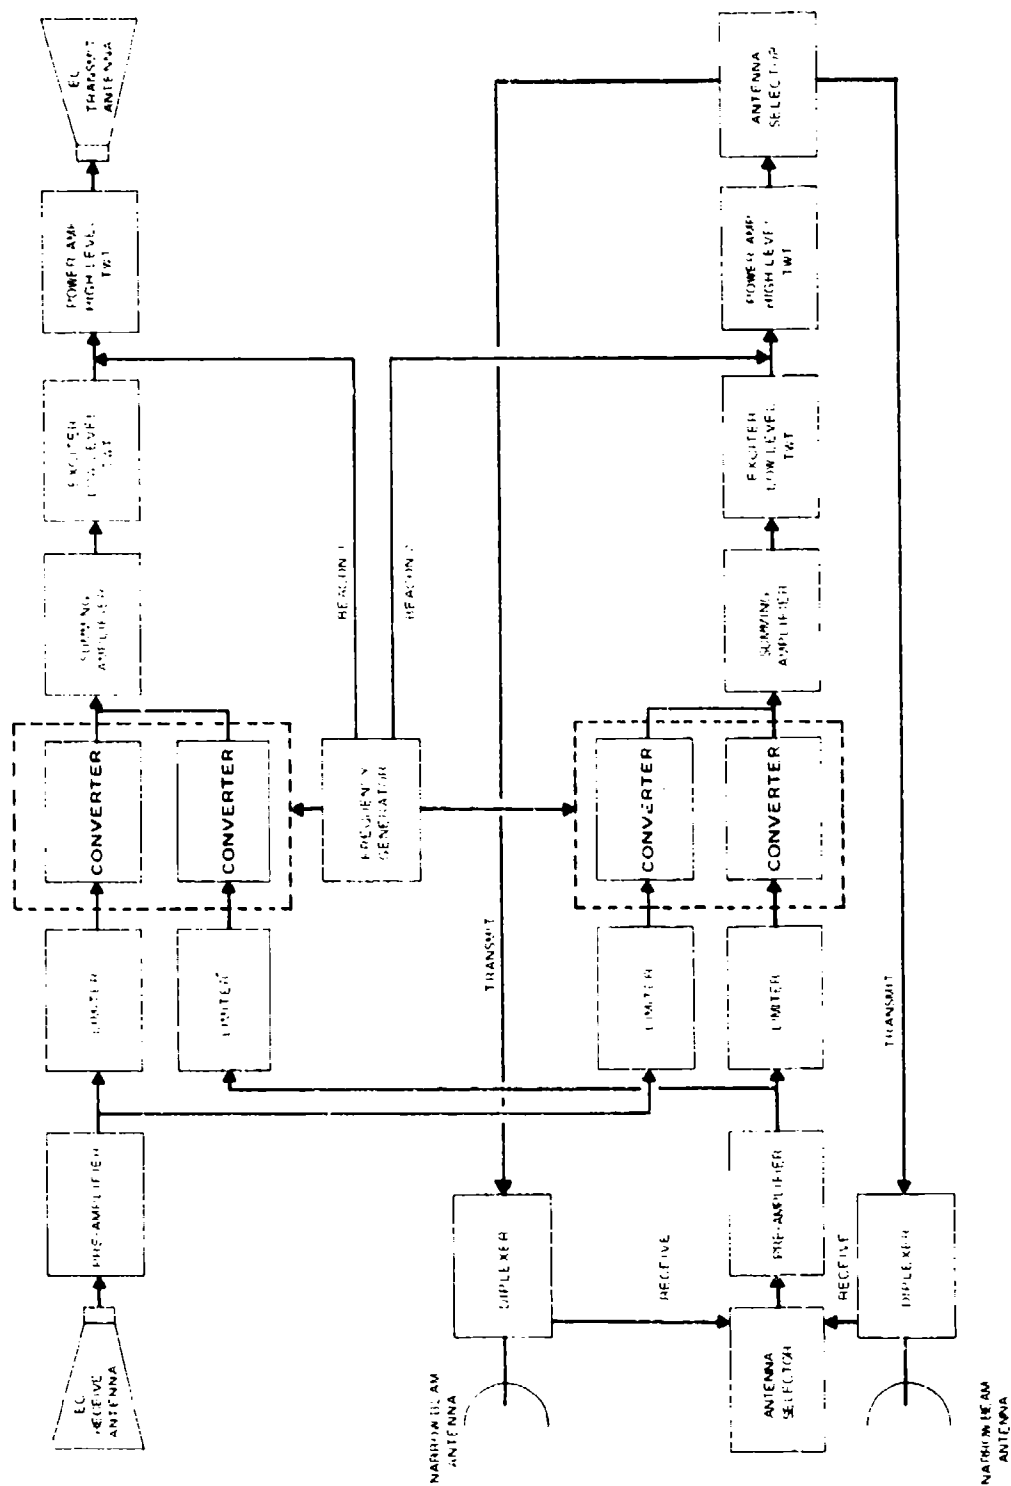 EC
RECEIVE
ANTENNA
PRE-AMPLIFIER
LIMITER
CONVERTER
SUMMING
AMPLIFIER
EXCITER
LOW LEVEL
TWT
POWER AMP
HIGH LEVEL
TWT
EC
TRANSMIT
ANTENNA
LIMITER
CONVERTER
FREQUENCY
GENERATOR
BEACON 1
BEACON 2
NARROW BEAM
ANTENNA
DIPLEXER
TRANSMIT
RECEIVE
LIMITER
CONVERTER
ANTENNA
SELECTOR
PRE-AMPLIFIER
LIMITER
CONVERTER
SUMMING
AMPLIFIER
EXCITER
LOW LEVEL
TWT
POWER AMP
HIGH LEVEL
TWT
ANTENNA
SELECTOR
RECEIVE
NARROW BEAM
ANTENNA
DIPLEXER
TRANSMIT